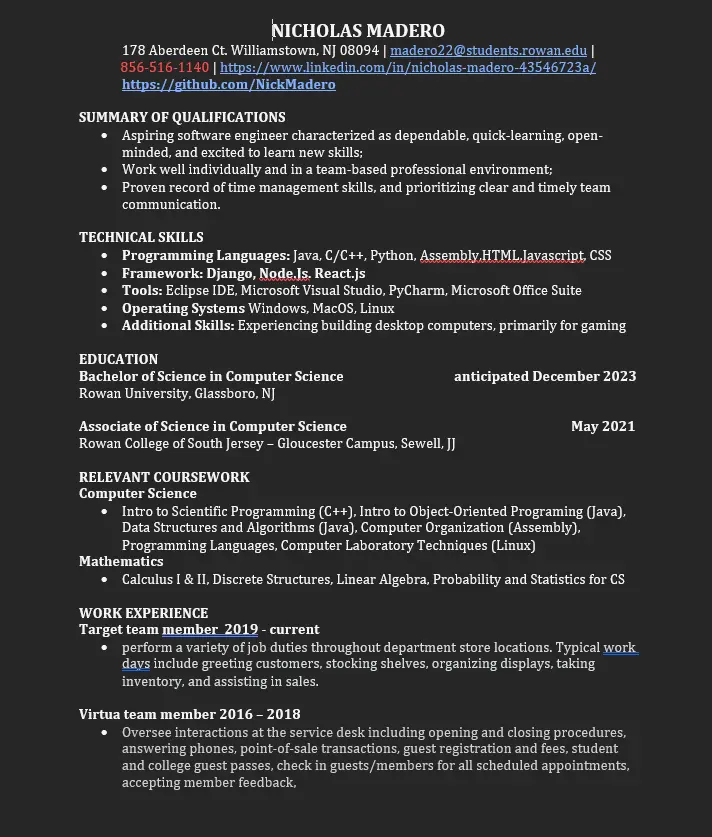 NICHOLAS MADERO
178 Aberdeen Ct. Williamstown, NJ 08094 | madero22@students.rowan.edu |
856-516-1140 | https://www.linkedin.com/in/nicholas-madero-43546723a/
https://github.com/NickMadero
SUMMARY OF QUALIFICATIONS
• Aspiring software engineer characterized as dependable, quick-learning, open-
minded, and excited to learn new skills;
• Work well individually and in a team-based professional environment;
• Proven record of time management skills, and prioritizing clear and timely team
communication.
TECHNICAL SKILLS
• Programming Languages: Java, C/C++, Python, Assembly,HTML,Javascript, CSS
• Framework: Django, Node.Js. React.js
• Tools: Eclipse IDE, Microsoft Visual Studio, PyCharm, Microsoft Office Suite
• Operating Systems Windows, MacOS, Linux
• Additional Skills: Experiencing building desktop computers, primarily for gaming
EDUCATION
Bachelor of Science in Computer Science anticipated December 2023
Rowan University, Glassboro, NJ
Associate of Science in Computer Science May 2021
Rowan College of South Jersey – Gloucester Campus, Sewell, JJ
RELEVANT COURSEWORK
Computer Science
• Intro to Scientific Programming (C++), Intro to Object-Oriented Programing (Java),
Data Structures and Algorithms (Java), Computer Organization (Assembly),
Programming Languages, Computer Laboratory Techniques (Linux)
Mathematics
• Calculus I & II, Discrete Structures, Linear Algebra, Probability and Statistics for CS
WORK EXPERIENCE
Target team member 2019 - current
• perform a variety of job duties throughout department store locations. Typical work
days include greeting customers, stocking shelves, organizing displays, taking
inventory, and assisting in sales.
Virtua team member 2016 – 2018
• Oversee interactions at the service desk including opening and closing procedures,
answering phones, point-of-sale transactions, guest registration and fees, student
and college guest passes, check in guests/members for all scheduled appointments,
accepting member feedback,